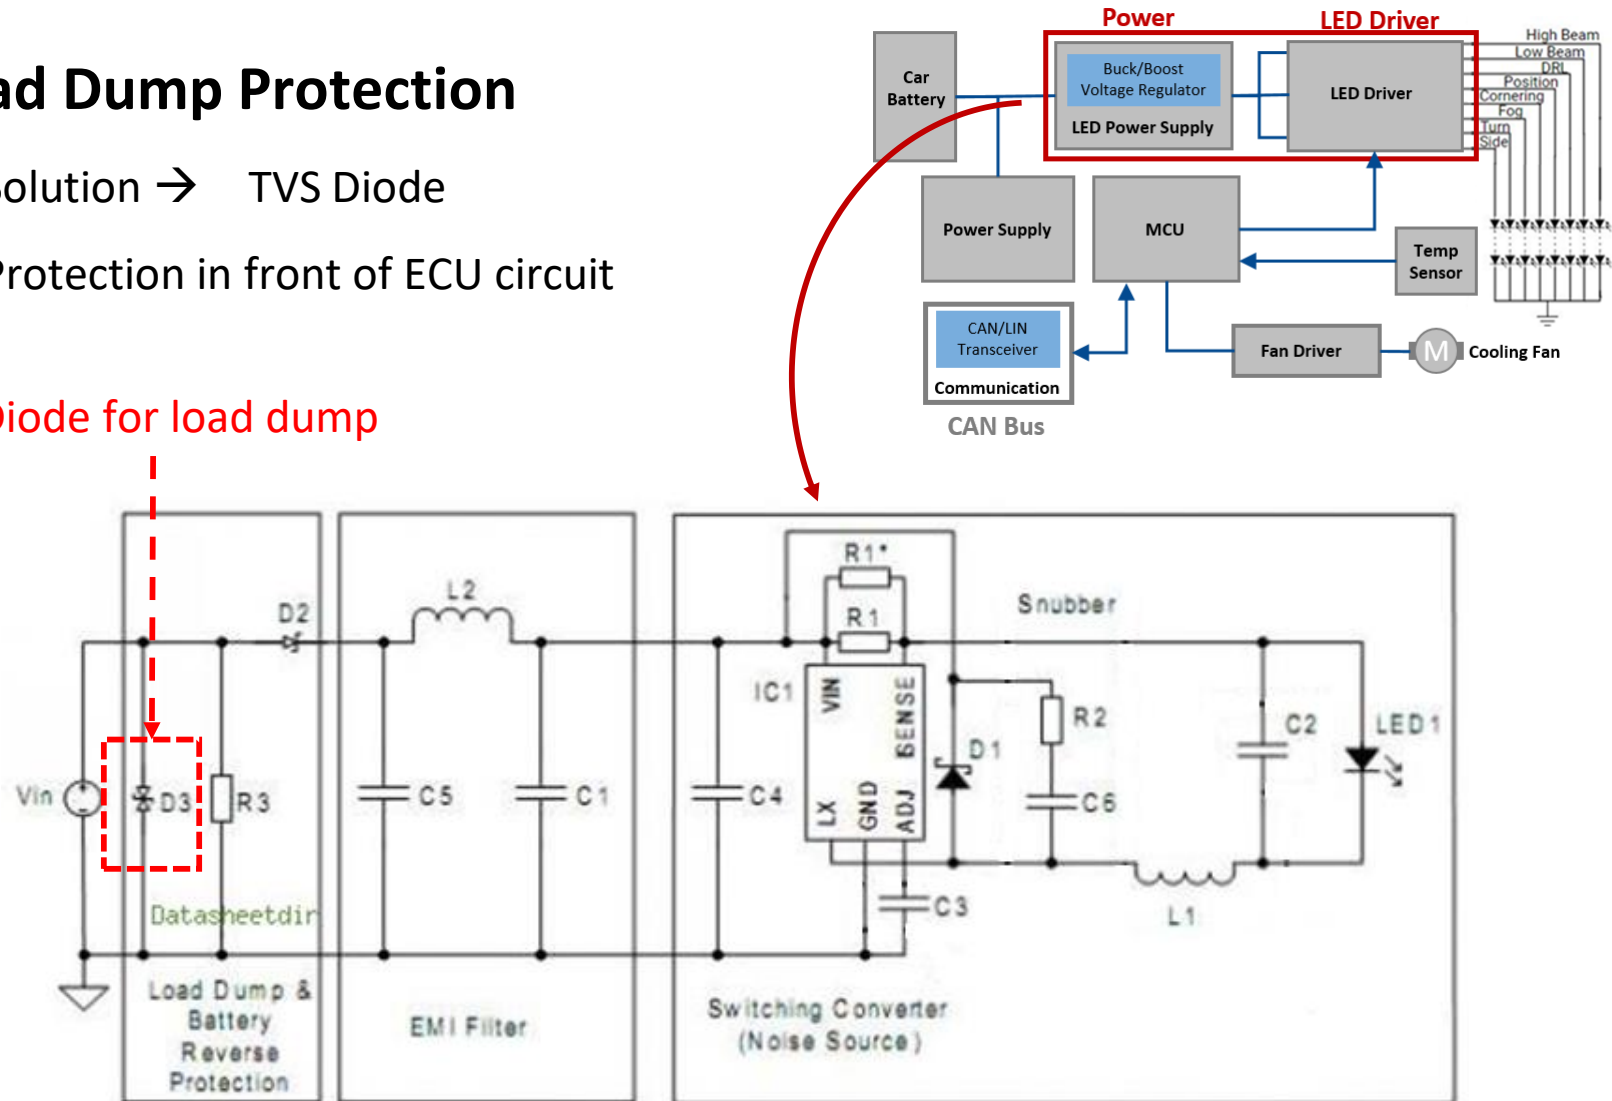 ad Dump Protection
Solution → TVS Diode
Protection in front of ECU circuit
Diode for load dump
Power
LED Driver
Car
Battery
Buck/Boost
Voltage Regulator
LED Power Supply
LED Driver
High Beam
Low Beam
DRL
Position
Cornering
Fog
Turn
Side
Power Supply
MCU
Temp
Sensor
CAN/LIN
Transceiver
Communication
CAN Bus
Fan Driver
M
Cooling Fan
Vin
D3
R3
D2
L2
C5
C1
C4
R1*
R1
IC1
VIN
SENSE
LX
GND
ADJ
D1
C3
Snubber
R2
C6
L1
C2
LED1
Datasheetdir
Load Dump &
Battery
Reverse
Protection
EMI Filter
Switching Converter
(Noise Source)